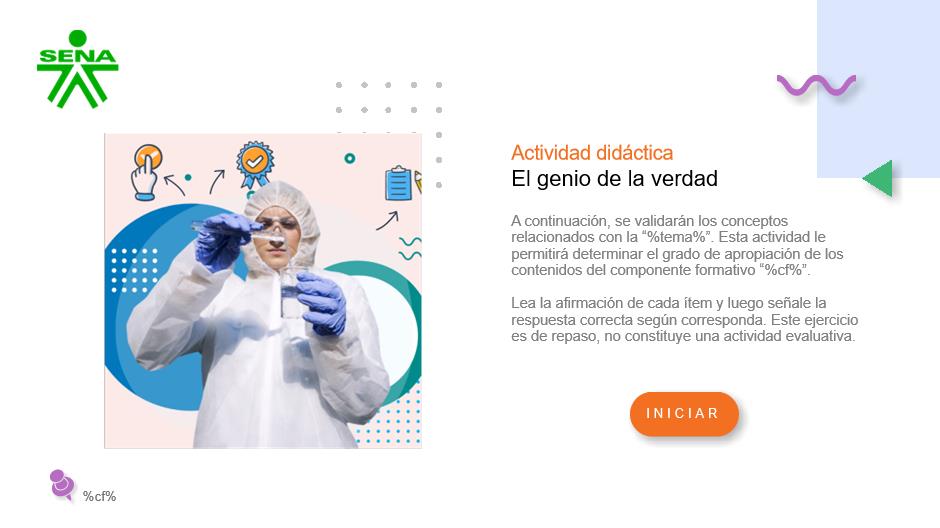 SENA
Actividad didáctica
El genio de la verdad
A continuación, se validarán los conceptos
relacionados con la “%tema%”. Esta actividad le
permitirá determinar el grado de apropiación de los
contenidos del componente formativo “%cf%”.
Lea la afirmación de cada ítem y luego señale la
respuesta correcta según corresponda. Este ejercicio
es de repaso, no constituye una actividad evaluativa.
INICIAR
%cf%